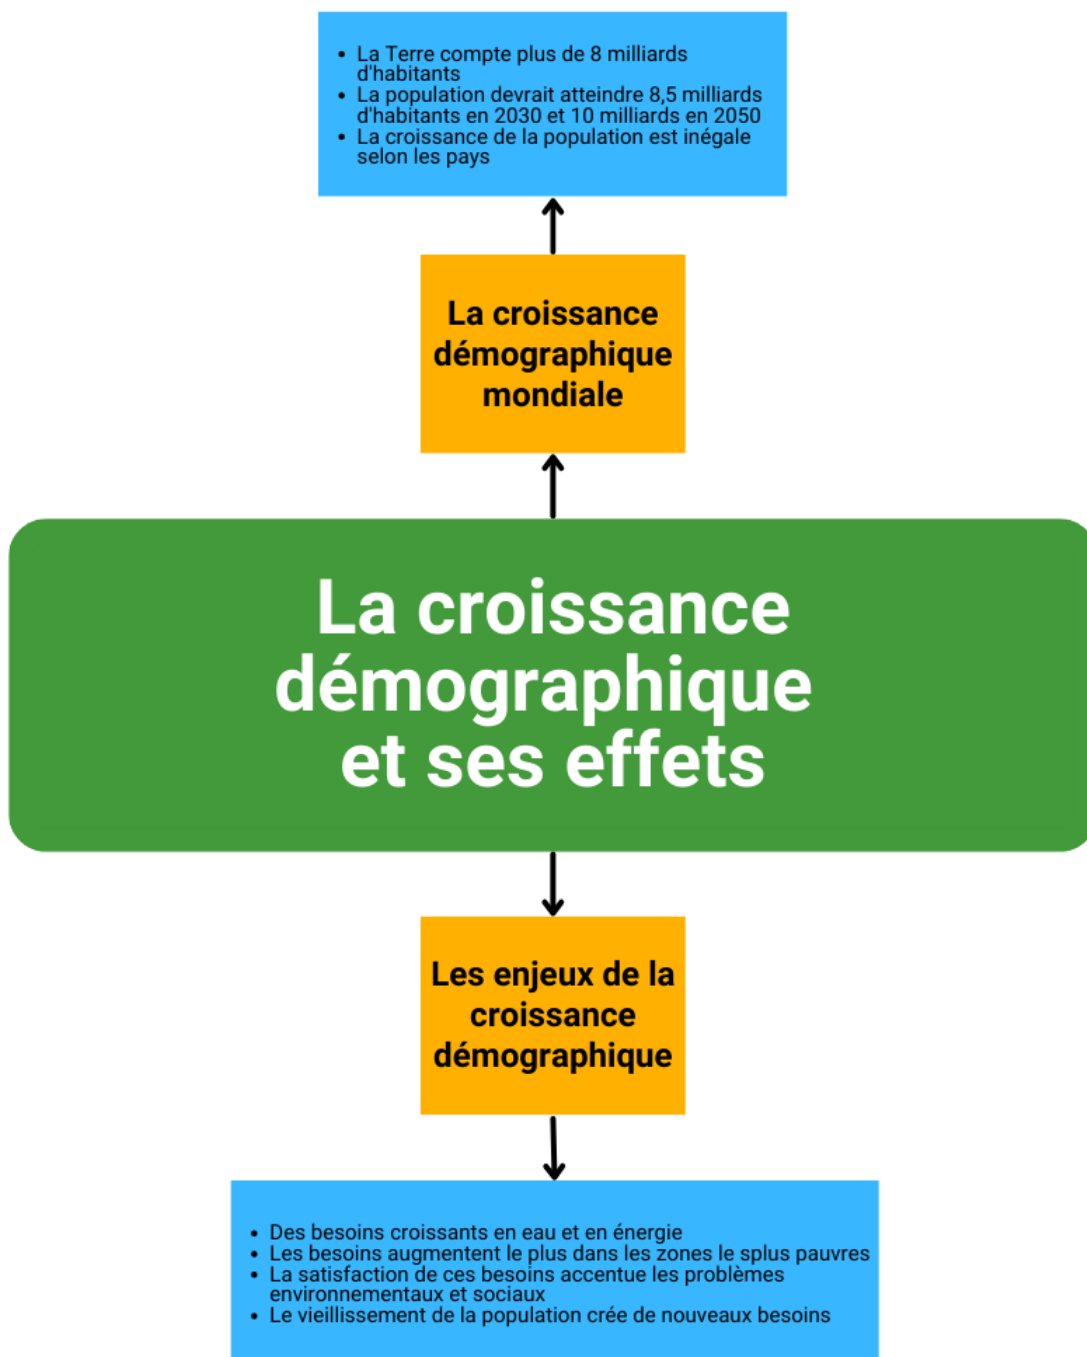 • La Terre compte plus de 8 milliards
d'habitants
• La population devrait atteindre 8,5 milliards
d'habitants en 2030 et 10 milliards en 2050
• La croissance de la population est inégale
selon les pays
La croissance
démographique
mondiale
La croissance
démographique
et ses effets
Les enjeux de la
croissance
démographique
• Des besoins croissants en eau et en énergie
• Les besoins augmentent le plus dans les zones le splus pauvres
• La satisfaction de ces besoins accentue les problèmes
environnementaux et sociaux
• Le vieillissement de la population crée de nouveaux besoins